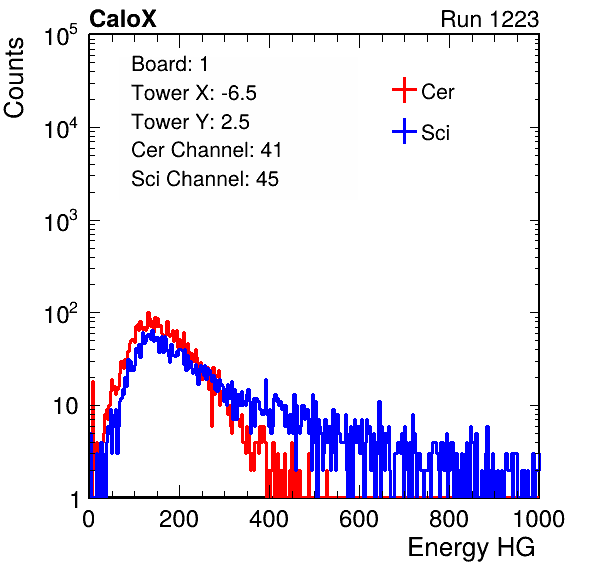 CaloX Run 1223
Counts
Board: 1
Tower X: -6.5
Tower Y: 2.5
Cer Channel: 41
Sci Channel: 45
Cer
Sci
10^5
10^4
10^3
10^2
10
1
0 200 400 600 800 1000
Energy HG